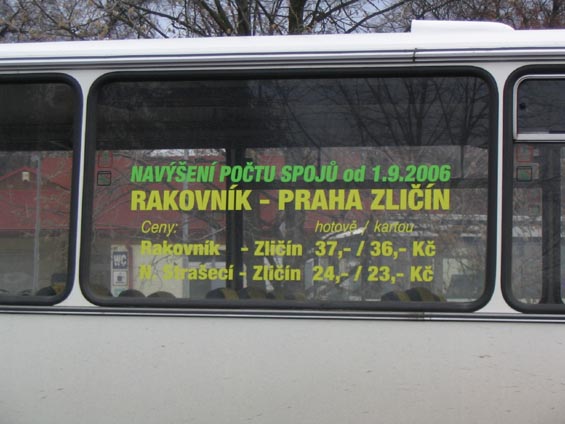 NAVÝŠENÍ POČTU SPOJŮ od 1.9.2006
RAKOVNÍK - PRAHA ZLIČÍN
Ceny: hotově / kartou
Rakovník - Zličín 37,- / 36,- Kč
N. Strašecí - Zličín 24,- / 23,- Kč
WC